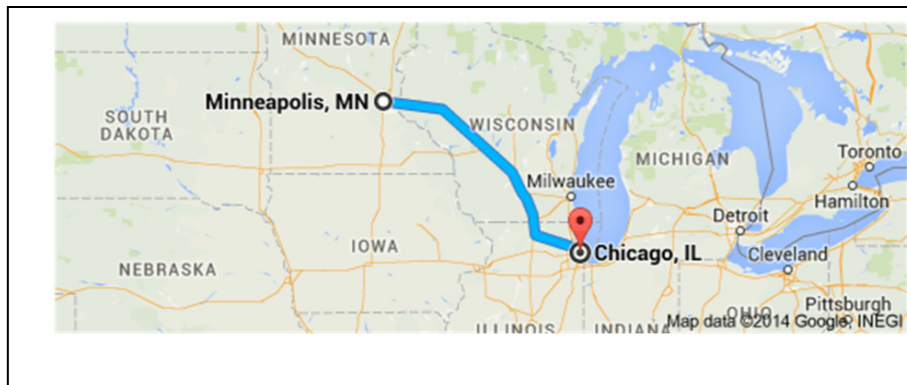 MINNESOTA
Minneapolis, MN
SOUTH
DAKOTA
WISCONSIN
MICHIGAN
Toronto
Milwaukee
Hamilton
Detroit
IOWA
Chicago, IL
Cleveland
NEBRASKA
Pittsburgh
ILLINOIS
INDIANA
OHIO
Map data ©2014 Google, INEGI